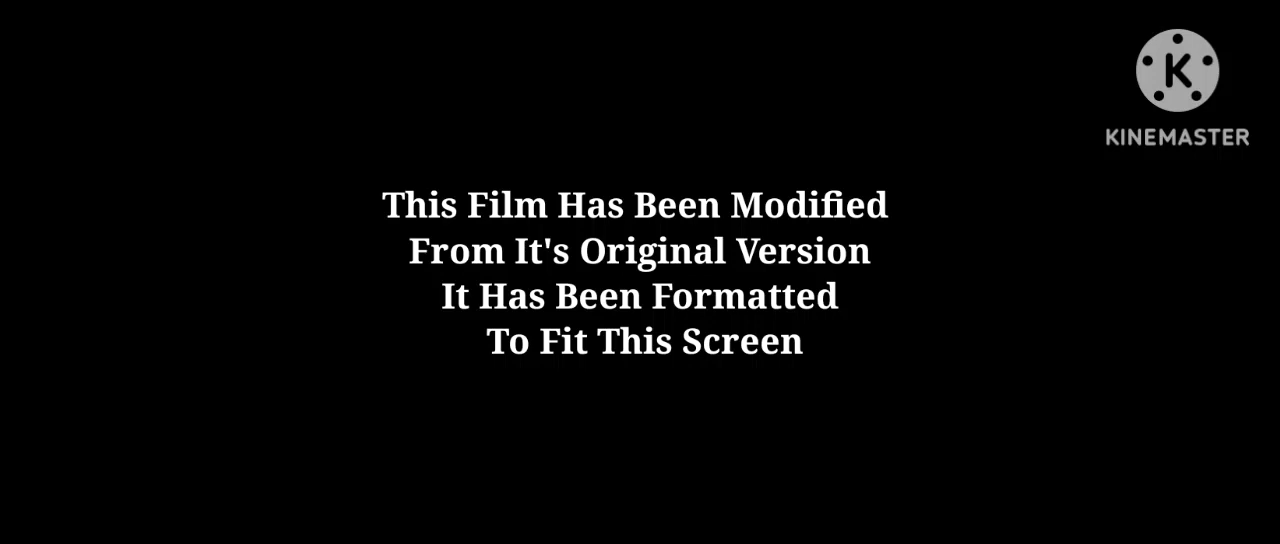 K
KINEMASTER
This Film Has Been Modified
From It's Original Version
It Has Been Formatted
To Fit This Screen